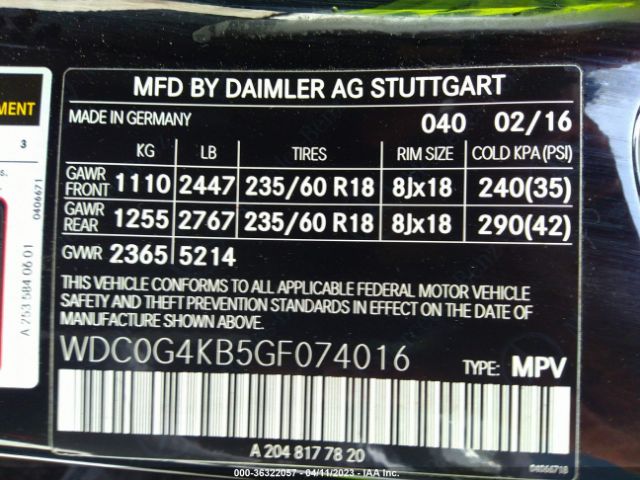 MFD BY DAIMLER AG STUTTGART
MADE IN GERMANY 040 02/16
KG LB TIRES RIM SIZE COLD KPA(PSI)
GAWR FRONT 1110 2447 235/60 R18 8Jx18 240(35)
GAWR REAR 1255 2767 235/60 R18 8Jx18 290(42)
GVWR 2365 5214
THIS VEHICLE CONFORMS TO ALL APPLICABLE FEDERAL MOTOR VEHICLE
SAFETY AND THEFT PREVENTION STANDARDS IN EFFECT ON THE DATE OF
MANUFACTURE SHOWN ABOVE.
WDC0G4KB5GF074016 TYPE: MPV
A 204 817 78 20
04066718
EMENT
3
s.
0406671
A 253 584 06 01
000-36322057 - 04/11/2023 - IAA Inc.